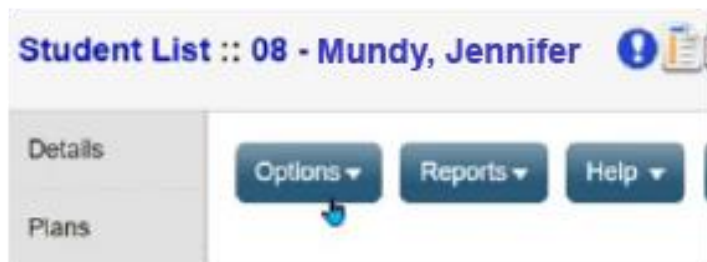 Student List :: 08 - Mundy, Jennifer
Details
Options Reports Help
Plans